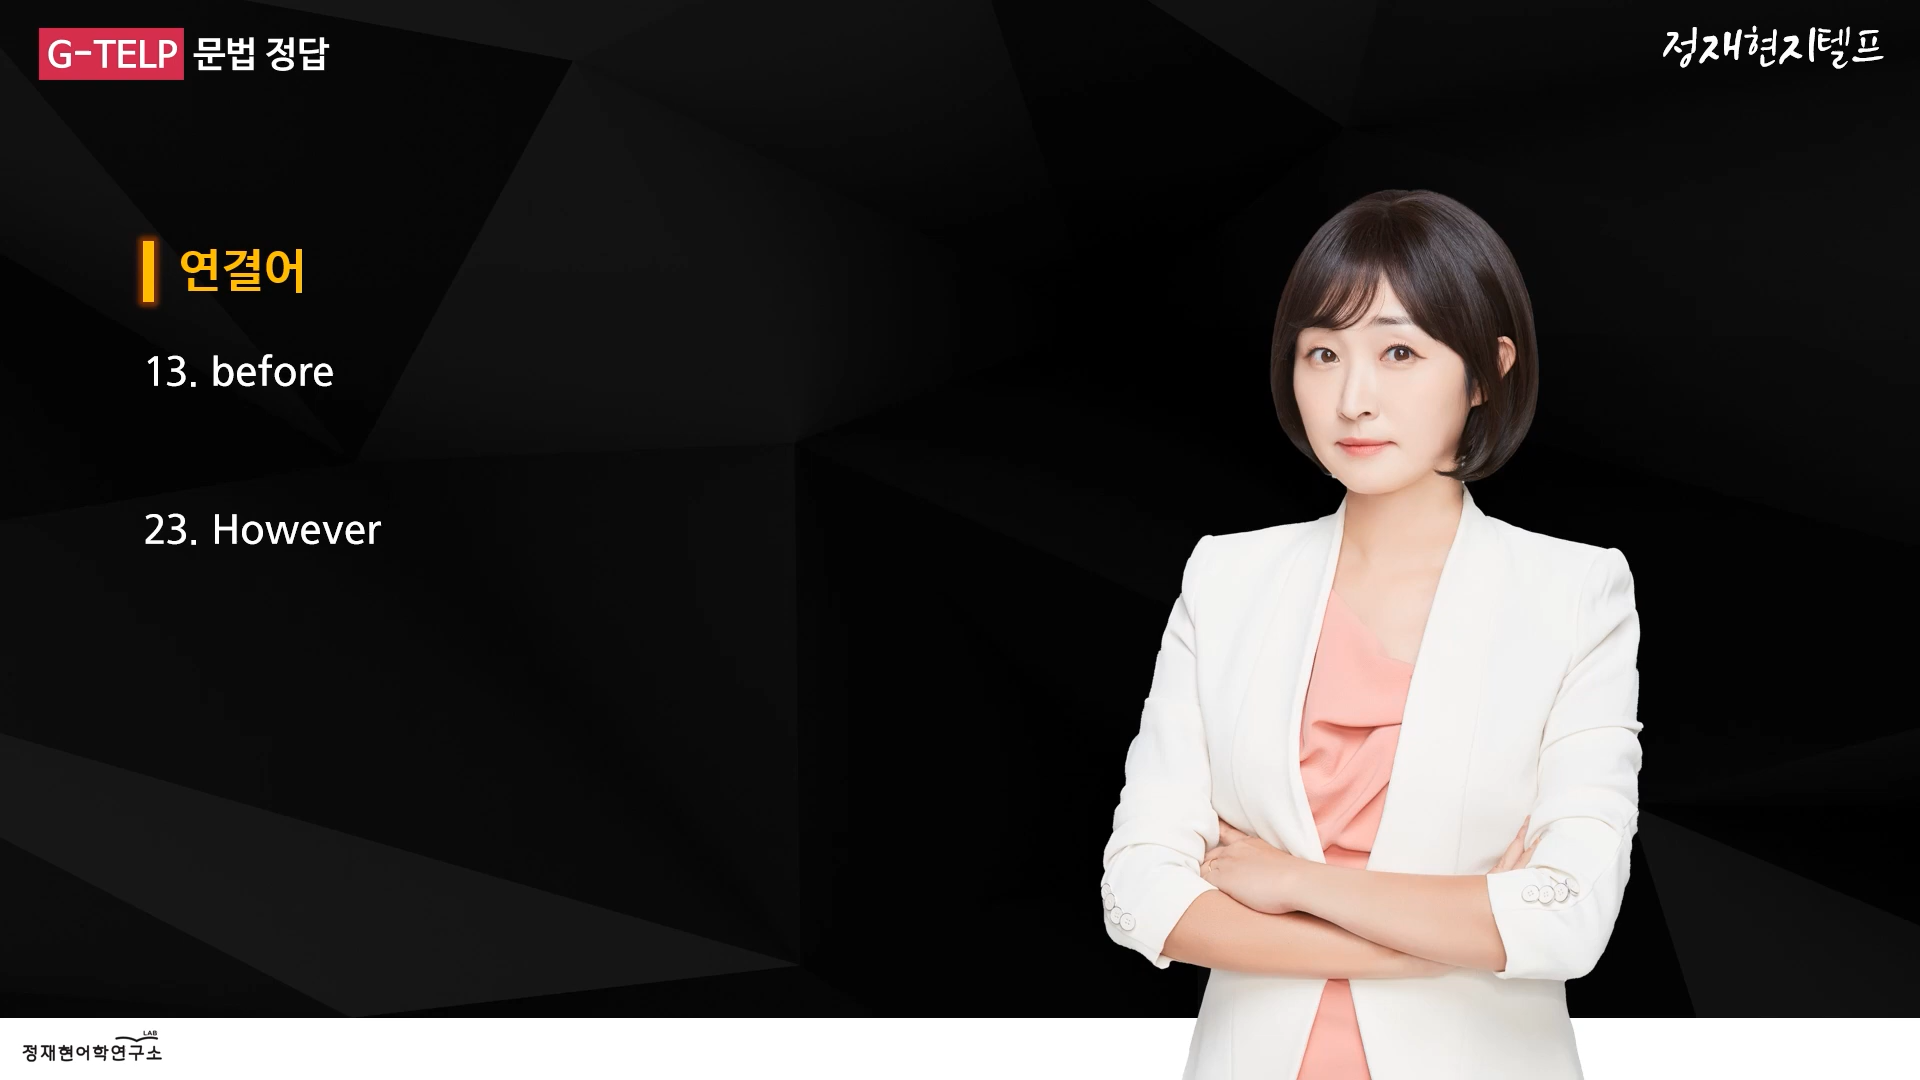 G-TELP 문법 정답
정재현지텔프
연결어
13. before
23. However
LAB
정재현어학연구소